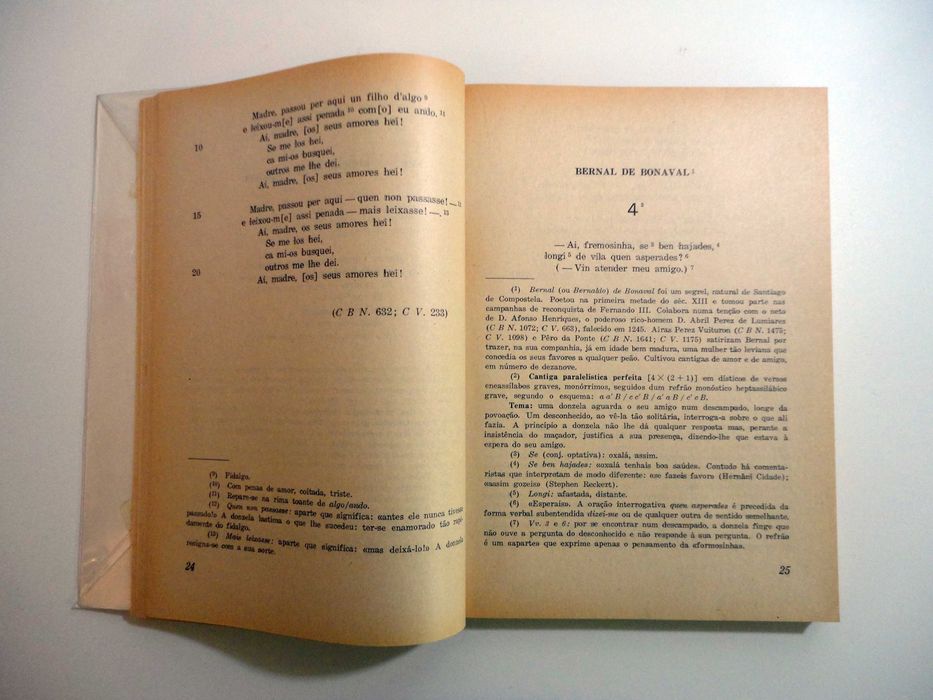 Madre, passou per aqui un filho d'algo ⁹
e leixou-m[e] assi penada ¹⁰ com[o] eu ando, ¹¹
Ai, madre, [os] seus amores hei!
10 Se me los hei,
ca mi-os busquei,
outros me lhe dei.
Ai, madre, [os] seus amores hei!
Madre, passou per aqui — quen non passasse! —, ¹²
15 e leixou-m[e] assi penada — mais leixasse! —, ¹³
Ai, madre, os seus amores hei!
Se me los hei,
ca mi-os busquei,
outros me lhe dei.
20 Ai, madre, [os] seus amores hei!
(C B N. 632; C V. 233)
(⁹) Fidalgo.
(¹⁰) Com penas de amor, coitada, triste.
(¹¹) Repare-se na rima toante de algo/ando.
(¹²) Quen non passasse: aparte que significa: «antes ele nunca tivesse
passado!» A donzela lastima o que lhe sucedeu: ter-se enamorado tão rapi-
damente do fidalgo.
(¹³) Mais leixasse: aparte que significa: «mas deixá-lo!» A donzela
resigna-se com a sua sorte.
24
BERNAL DE BONAVAL ¹
4 ²
— Ai, fremosinha, se ³ ben hajades, ⁴
longi ⁵ de vila quen asperades? ⁶
( — Vin atender meu amigo.) ⁷
(¹) Bernal (ou Bernaldo) de Bonaval foi um segrel, natural de Santiago
de Compostela. Poetou na primeira metade do séc. XIII e tomou parte nas
campanhas de reconquista de Fernando III. Colabora numa tenção com o neto
de D. Afonso Henriques, o poderoso rico-homem D. Abril Perez de Lumiares
(C B N. 1072; C V. 663), falecido em 1245. Airas Perez Vuituron (C B N. 1475;
C V. 1098) e Pêro da Ponte (C B N. 1641; C V. 1175) satirizam Bernal por
trazer, na sua companhia, já em idade bem madura, uma mulher tão leviana que
concedia os seus favores a qualquer peão. Cultivou cantigas de amor e de amigo,
em número de dezanove.
(²) Cantiga paralelística perfeita [4 × (2 + 1)] em dísticos de versos
eneassílabos graves, monórrimos, seguidos dum refrão monóstico heptassilábico
grave, segundo o esquema: a a' B / c c' B / a' a B / c' c B.
Tema: uma donzela aguarda o seu amigo num descampado, longe da
povoação. Um desconhecido, ao vê-la tão solitária, interroga-a sobre o que ali
fazia. A princípio a donzela não lhe dá qualquer resposta mas, perante a
insistência do maçador, justifica a sua presença, dizendo-lhe que estava à
espera do seu amigo.
(³) Se (conj. optativa): oxalá, assim.
(⁴) Se ben hajades: «oxalá tenhais boa saúde». Contudo há comenta-
ristas que interpretam de modo diferente: «se fazeis favor» (Hernâni Cidade);
«assim gozeis» (Stephen Reckert).
(⁵) Longi: afastada, distante.
(⁶) «Esperais». A oração interrogativa quen asperades é precedida da
forma verbal subentendida dizei-me ou de qualquer outra de sentido semelhante.
(⁷) Vv. 3 e 6: por se encontrar num descampado, a donzela finge que
não ouve a pergunta do desconhecido e não responde à sua pergunta. O refrão
é um «aparte» que exprime apenas o pensamento da «formosinha».
25